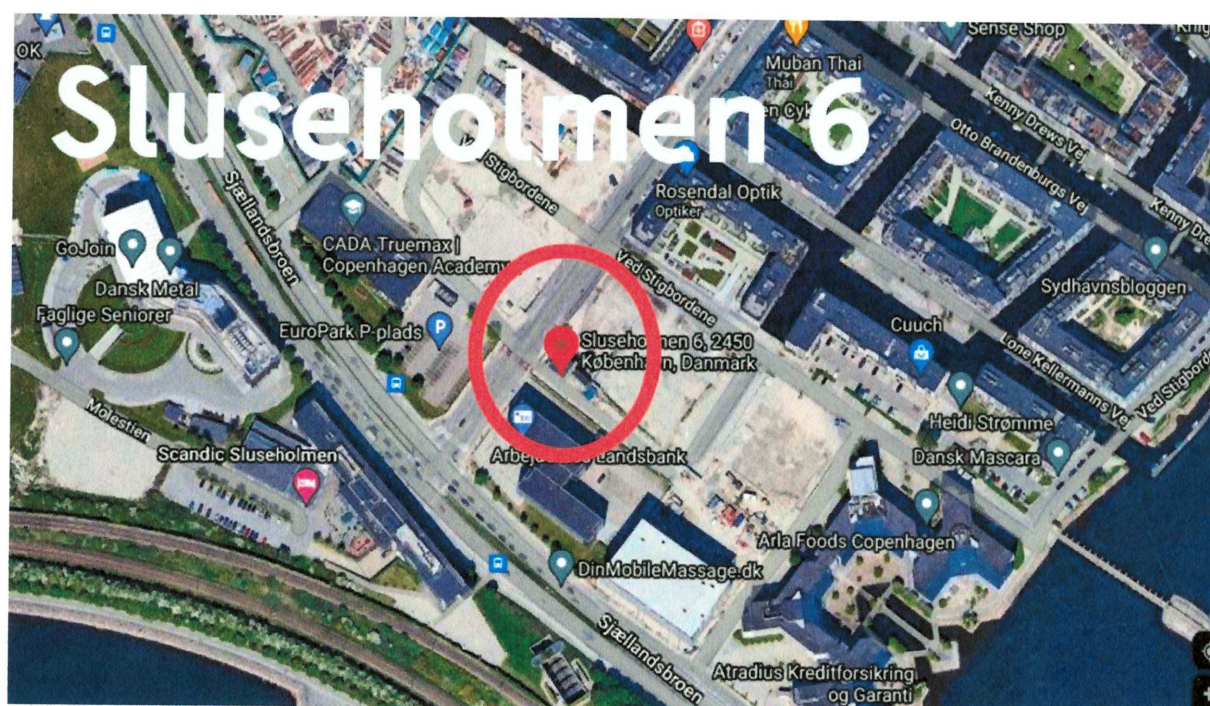 Sense Shop
OK
Muban Thai
Thai
Sluseholmen 6
Kenny Drews Vej
Otto Brandenburgs Vej
Ved Stigbordene
Rosendal Optik
Optiker
Sjællandsbroen
GoJoin
Dansk Metal
CADA Truemax |
Copenhagen Academy
Ved Stigbordene
Sydhavnsbloggen
Faglige Seniorer
EuroPark P-plads
P
Sluseholmen 6, 2450
København, Danmark
Cuuch
Lone Kellermanns Vej
Molestien
Heidi Strømme
Scandic Sluseholmen
Landsbank
Dansk Mascara
Arla Foods Copenhagen
DinMobileMassage.dk
Sjællandsbroen
Atradius Kreditforsikring
og Garanti